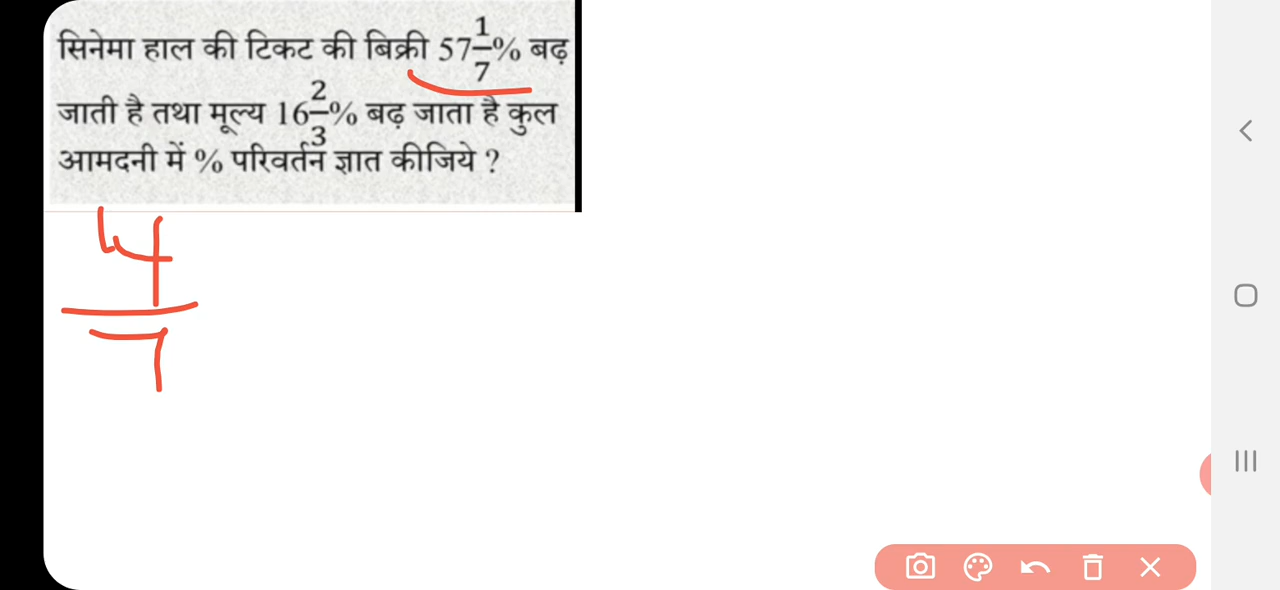 सिनेमा हाल की टिकट की बिक्री 57 1/7% बढ़
जाती है तथा मूल्य 16 2/3% बढ़ जाता है कुल
आमदनी में % परिवर्तन ज्ञात कीजिये ?
4/7